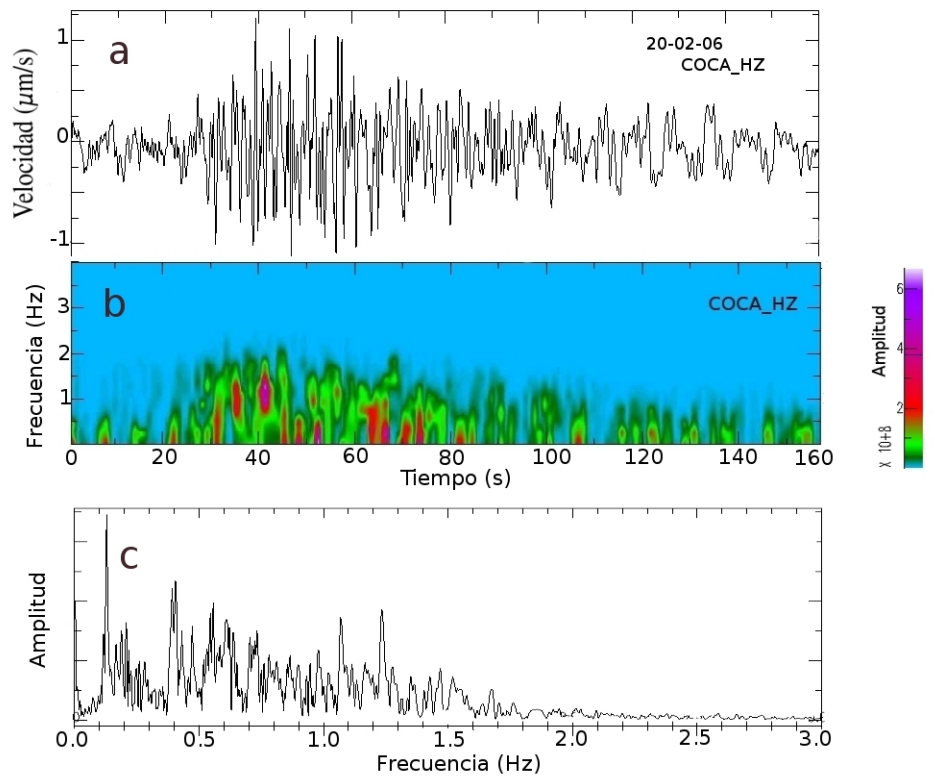 a
20-02-06
COCA_HZ
Velocidad (μm/s)
1
0
-1
b
COCA_HZ
Frecuencia (Hz)
3
2
1
0 20 40 60 80 100 120 140 160
Tiempo (s)
Amplitud
6
4
2
X 10+8
c
Amplitud
0.0 0.5 1.0 1.5 2.0 2.5 3.0
Frecuencia (Hz)